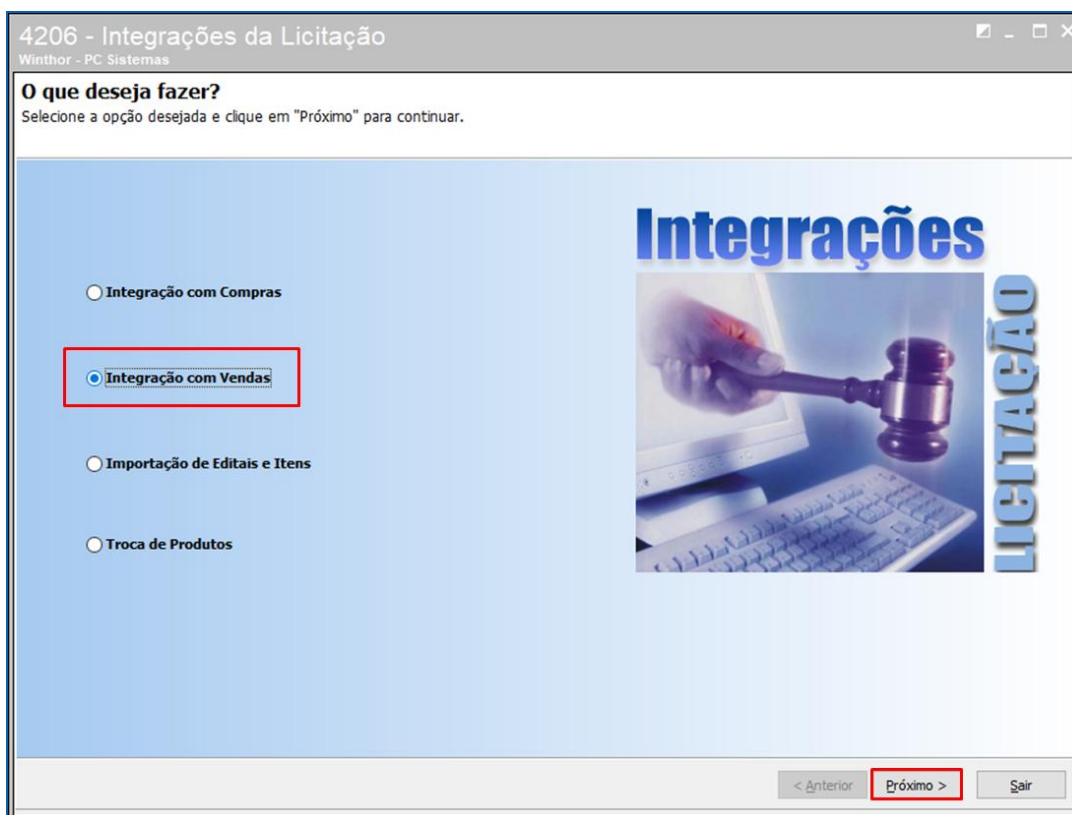 4206 - Integrações da Licitação
Winthor - PC Sistemas
O que deseja fazer?
Selecione a opção desejada e clique em "Próximo" para continuar.
Integrações
LICITAÇÃO
Integração com Compras
Integração com Vendas
Importação de Editais e Itens
Troca de Produtos
< Anterior
Próximo >
Sair